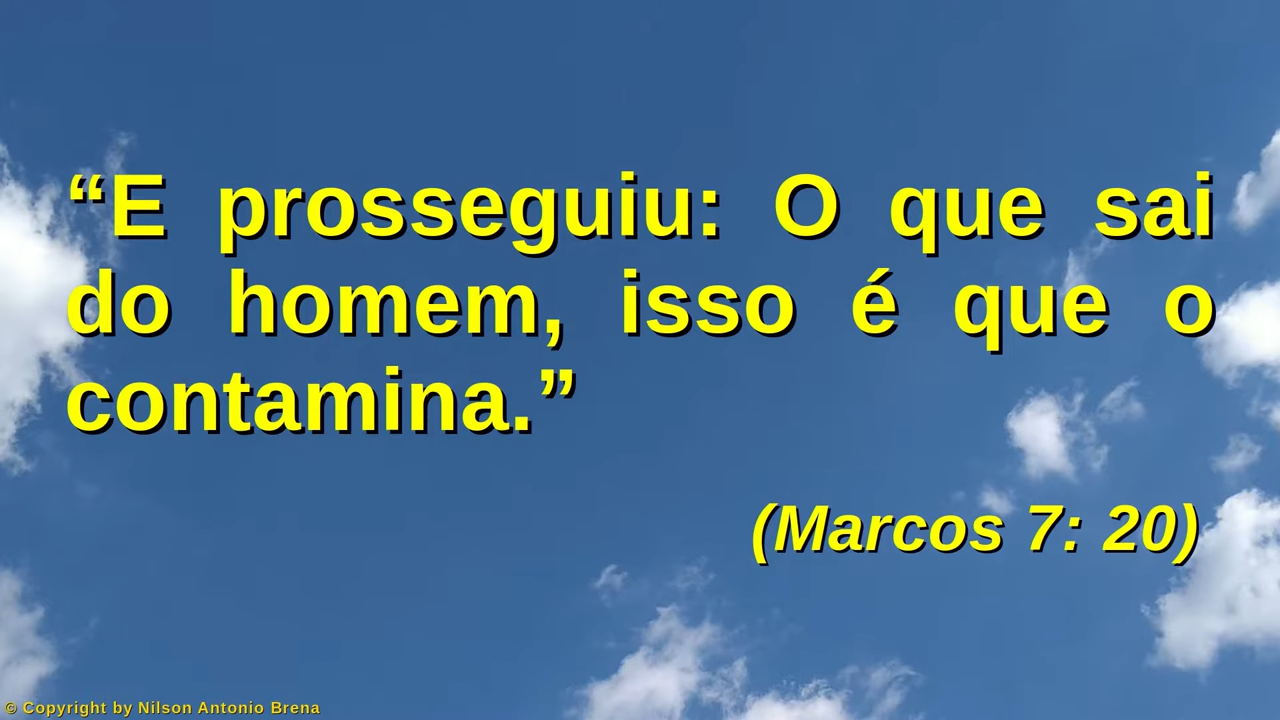 “E prosseguiu: O que sai
do homem, isso é que o
contamina.”
(Marcos 7: 20)
© Copyright by Nilson Antonio Brena